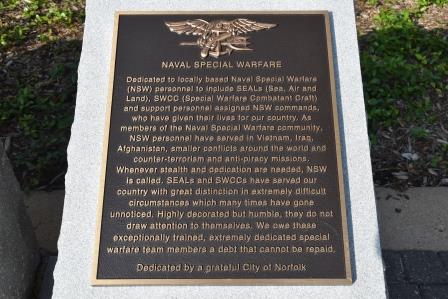 NAVAL SPECIAL WARFARE
Dedicated to locally based Naval Special Warfare
(NSW) personnel to include SEALs (Sea, Air and
Land), SWCC (Special Warfare Combatant Craft)
and support personnel assigned NSW commands,
who have given their lives for our country. As
members of the Naval Special Warfare community,
NSW personnel have served in Vietnam, Iraq,
Afghanistan, smaller conflicts around the world and
counter-terrorism and anti-piracy missions.
Whenever stealth and dedication are needed, NSW
is called. SEALs and SWCCs have served our
country with great distinction in extremely difficult
circumstances which many times have gone
unnoticed. Highly decorated but humble, they do not
draw attention to themselves. We owe these
exceptionally trained, extremely dedicated special
warfare team members a debt that cannot be repaid.
Dedicated by a grateful City of Norfolk